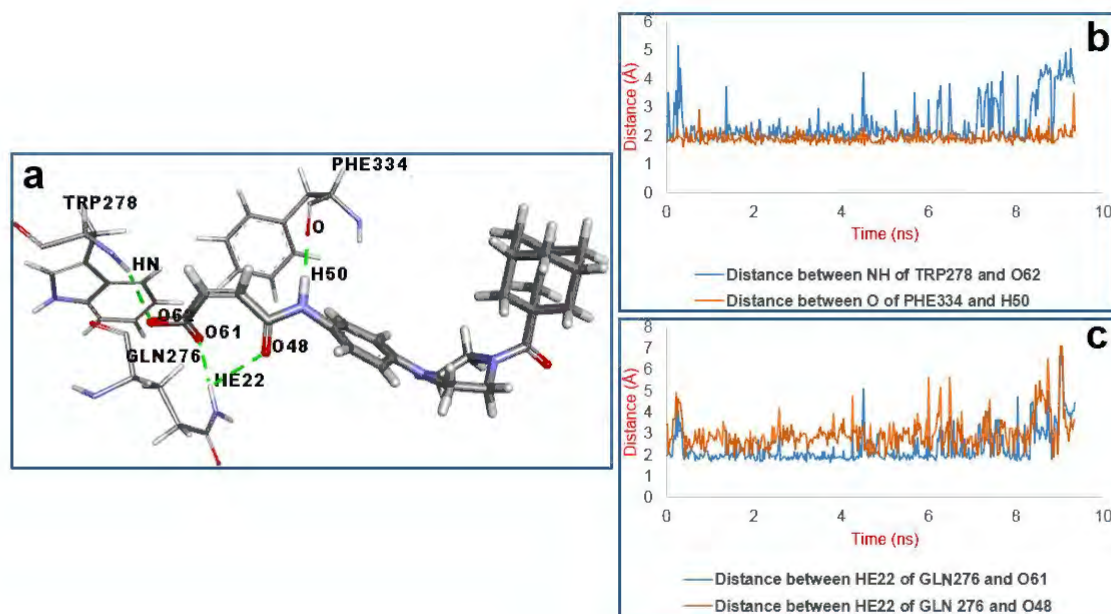 a
PHE334
TRP278
O
HN
H50
O62
O61
O48
GLN276
HE22
b
Distance (Å)
6
5
4
3
2
1
0
0 2 4 6 8 10
Time (ns)
Distance between NH of TRP278 and O62
Distance between O of PHE334 and H50
c
Distance (Å)
8
7
6
5
4
3
2
1
0
0 2 4 6 8 10
Time (ns)
Distance between HE22 of GLN276 and O61
Distance between HE22 of GLN 276 and O48